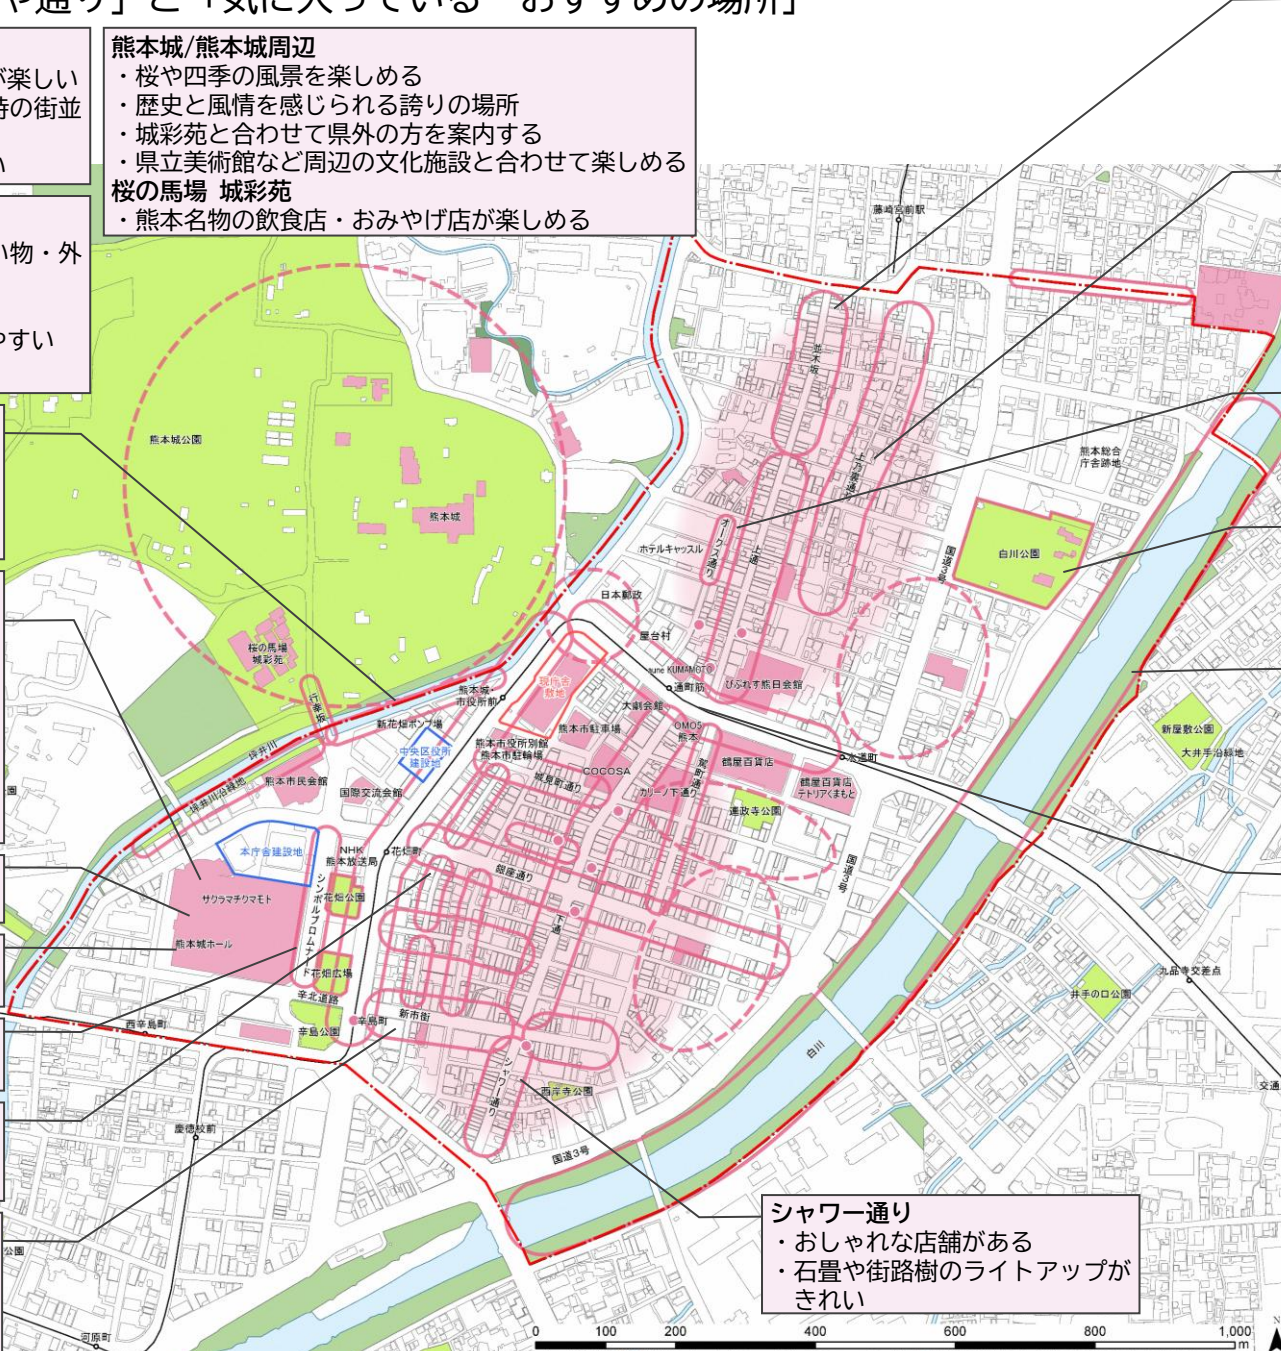 や通り」と「気に入っている・おすすめの場所」
が楽しい
時の街並
い
い物・外
やすい
熊本城/熊本城周辺
・桜や四季の風景を楽しめる
・歴史と風情を感じられる誇りの場所
・城彩苑と合わせて県外の方を案内する
・県立美術館など周辺の文化施設と合わせて楽しめる
桜の馬場 城彩苑
・熊本名物の飲食店・おみやげ店が楽しめる
藤崎宮前駅
並木坂
上乃裏通り
熊本城公園
熊本城
熊本総合
庁舎跡地
オークス通り
上通
ホテルキャッスル
国道3号
白川公園
日本郵政
屋台村
桜の馬場
城彩苑
行幸坂
熊本城・
市役所前
現庁舎
敷地
une KUMAMOTO
通町筋
びぷれす熊日会館
新屋敷公園
大井手沿緑地
坪井川
新花畑ポンプ場
中央区役所
建設地
大劇会館
熊本市駐車場
OMO5
熊本
熊本市役所別館
熊本市駐輪場
水道町
坪井川沿緑地
熊本市民会館
国際交流会館
城見町通り
COCOSA
カリーノ下通り
駕町通り
鶴屋百貨店
鶴屋百貨店
テトリアくまもと
蓮政寺公園
本庁舎建設地
NHK
熊本放送局
花畑町
銀座通り
国道3号
サクラマチクマモト
シンボルプロムナード
花畑公園
下通
熊本城ホール
花畑広場
辛北道路
九品寺交差点
井手の口公園
西辛島町
辛島公園
辛島町
新市街
白川
シャワー通り
西岸寺公園
交通
慶徳校前
国道3号
公園
河原町
シャワー通り
・おしゃれな店舗がある
・石畳や街路樹のライトアップが
きれい
0 100 200 400 600 800 1,000
m
N